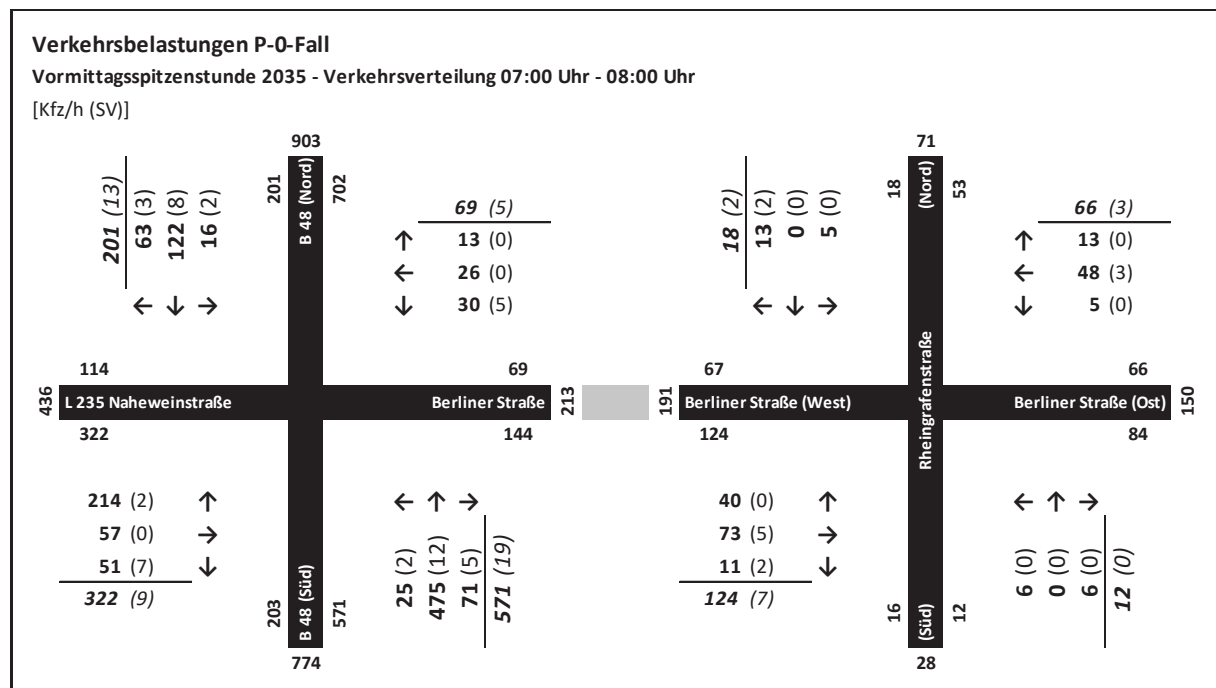 Verkehrsbelastungen P-0-Fall
Vormittagsspitzenstunde 2035 - Verkehrsverteilung 07:00 Uhr - 08:00 Uhr
[Kfz/h (SV)]
903
201
B 48 (Nord)
702
201 (13)
63 (3)
122 (8)
16 (2)
← ↓ →
69 (5)
↑ 13 (0)
← 26 (0)
↓ 30 (5)
114
69
436
L 235 Naheweinstraße
Berliner Straße
213
322
144
214 (2) ↑
57 (0) →
51 (7) ↓
322 (9)
← ↑ →
25 (2)
475 (12)
71 (5)
571 (19)
203
B 48 (Süd)
571
774
71
18
(Nord)
53
18 (2)
13 (2)
0 (0)
5 (0)
← ↓ →
66 (3)
↑ 13 (0)
← 48 (3)
↓ 5 (0)
67
66
191
Berliner Straße (West)
Rheingrafenstraße
Berliner Straße (Ost)
150
124
84
40 (0) ↑
73 (5) →
11 (2) ↓
124 (7)
← ↑ →
6 (0)
0 (0)
6 (0)
12 (0)
16
(Süd)
12
28